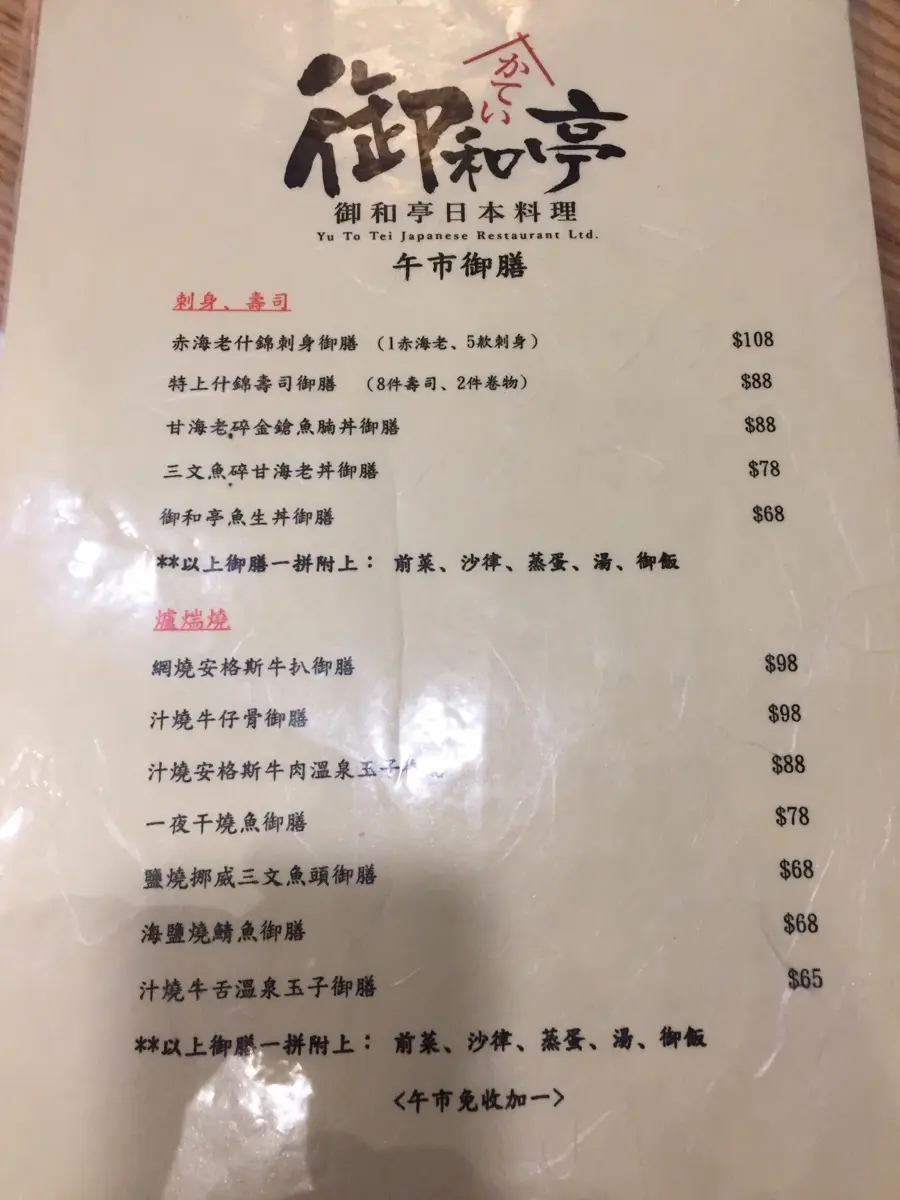 かてい
御和亭
御和亭日本料理
Yu To Tei Japanese Restaurant Ltd.
午市御膳
刺身、壽司
赤海老什錦刺身御膳 (1赤海老、5款刺身) $108
特上什錦壽司御膳 (8件壽司、2件卷物) $88
甘海老碎金鎗魚腩丼御膳 $88
三文魚碎甘海老丼御膳 $78
御和亭魚生丼御膳 $68
**以上御膳一拼附上: 前菜、沙律、蒸蛋、湯、御飯
爐煓燒
網燒安格斯牛扒御膳 $98
汁燒牛仔骨御膳 $98
汁燒安格斯牛肉溫泉玉子 $88
一夜干燒魚御膳 $78
鹽燒挪威三文魚頭御膳 $68
海鹽燒鯖魚御膳 $68
汁燒牛舌溫泉玉子御膳 $65
**以上御膳一拼附上: 前菜、沙律、蒸蛋、湯、御飯
<午市免收加一>